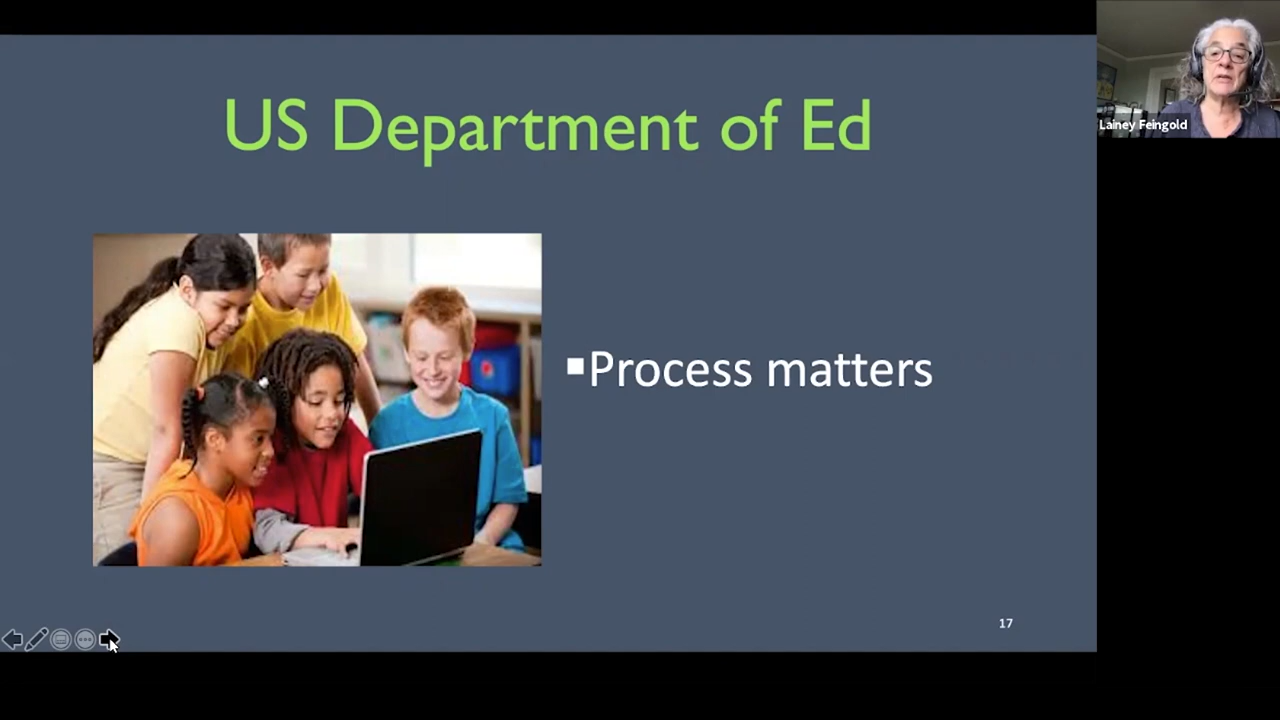 US Department of Ed
Lainey Feingold
▪Process matters
17